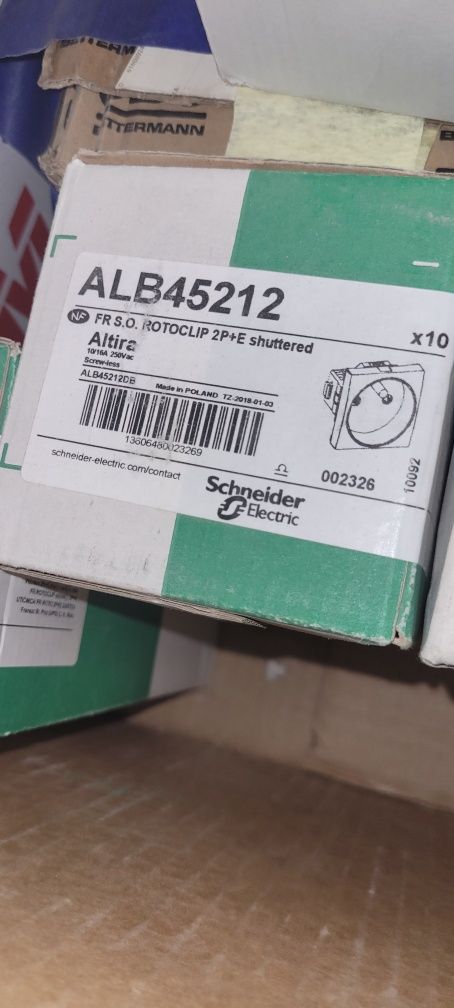 TTERMANN
ALB45212
NF FR S.O. ROTOCLIP 2P+E shuttered
x10
Altira
10/16A 250Vac
Screw-less
ALB45212DB
Made in POLAND TZ-2018-01-03
13606480023269
schneider-electric.com/contact
002326
10092
Schneider
Electric